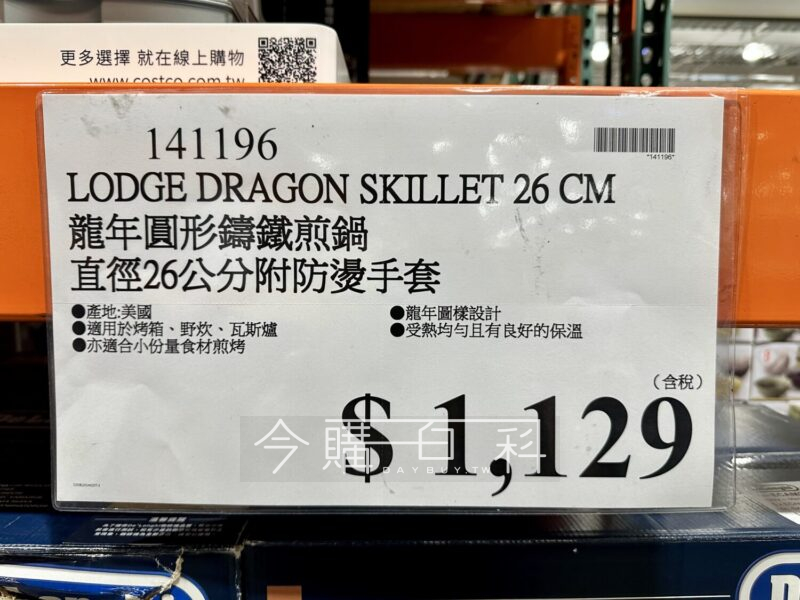 更多選擇 就在線上購物
www.costco.com.tw
141196
*141196*
LODGE DRAGON SKILLET 26 CM
龍年圓形鑄鐵煎鍋
直徑26公分附防燙手套
●產地:美國
●適用於烤箱、野炊、瓦斯爐
●亦適合小份量食材煎烤
●龍年圖樣設計
●受熱均勻且有良好的保溫
(含稅)
$ 1,129
今購百科
DAYBUY.TW